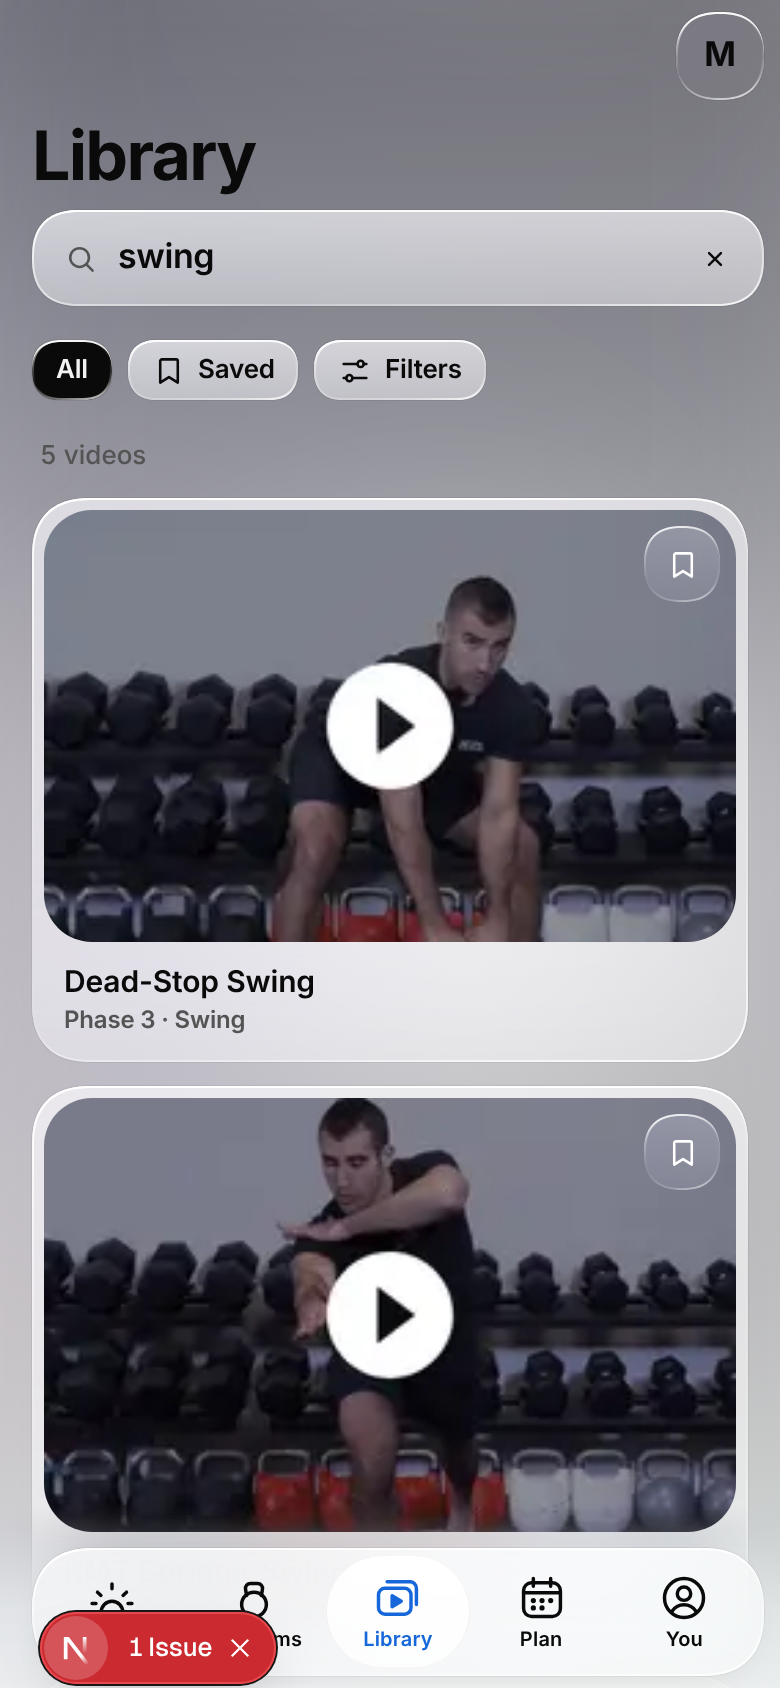 M
Library
swing
All
Saved
Filters
5 videos
Dead-Stop Swing
Phase 3 · Swing
Library
Plan
You
N
1 Issue
ms